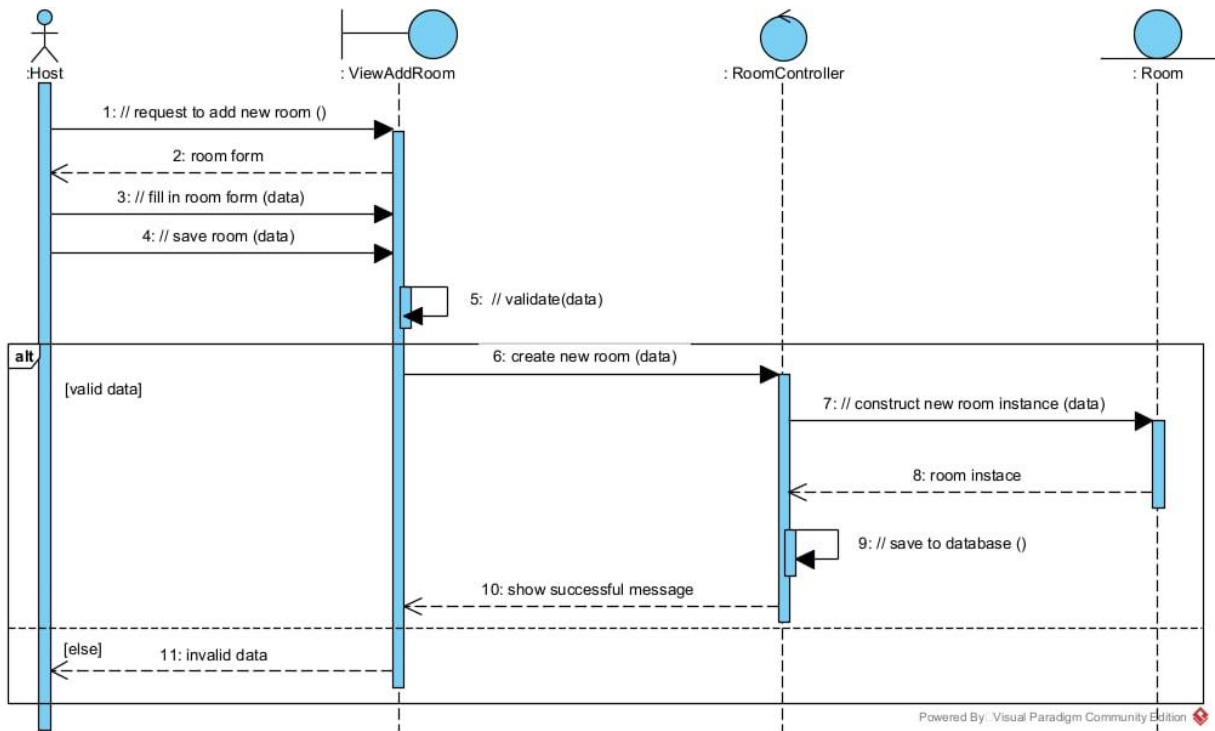 :Host
: ViewAddRoom
: RoomController
: Room
1: // request to add new room ()
2: room form
3: // fill in room form (data)
4: // save room (data)
5: // validate(data)
alt
6: create new room (data)
[valid data]
7: // construct new room instance (data)
8: room instace
9: // save to database ()
10: show successful message
[else]
11: invalid data
Powered By Visual Paradigm Community Edition